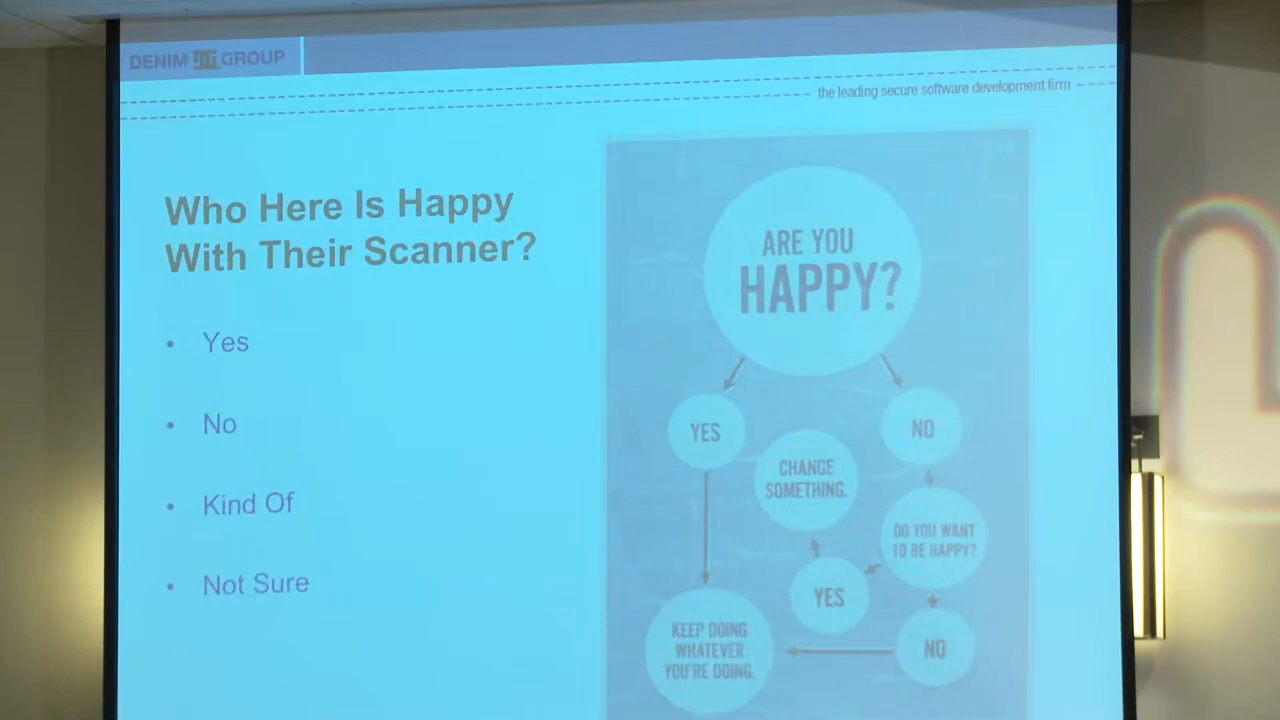 DENIM GROUP
the leading secure software development firm
Who Here Is Happy
With Their Scanner?
• Yes
• No
• Kind Of
• Not Sure
ARE YOU
HAPPY?
YES
NO
CHANGE
SOMETHING.
DO YOU WANT
TO BE HAPPY?
YES
NO
KEEP DOING
WHATEVER
YOU'RE DOING.